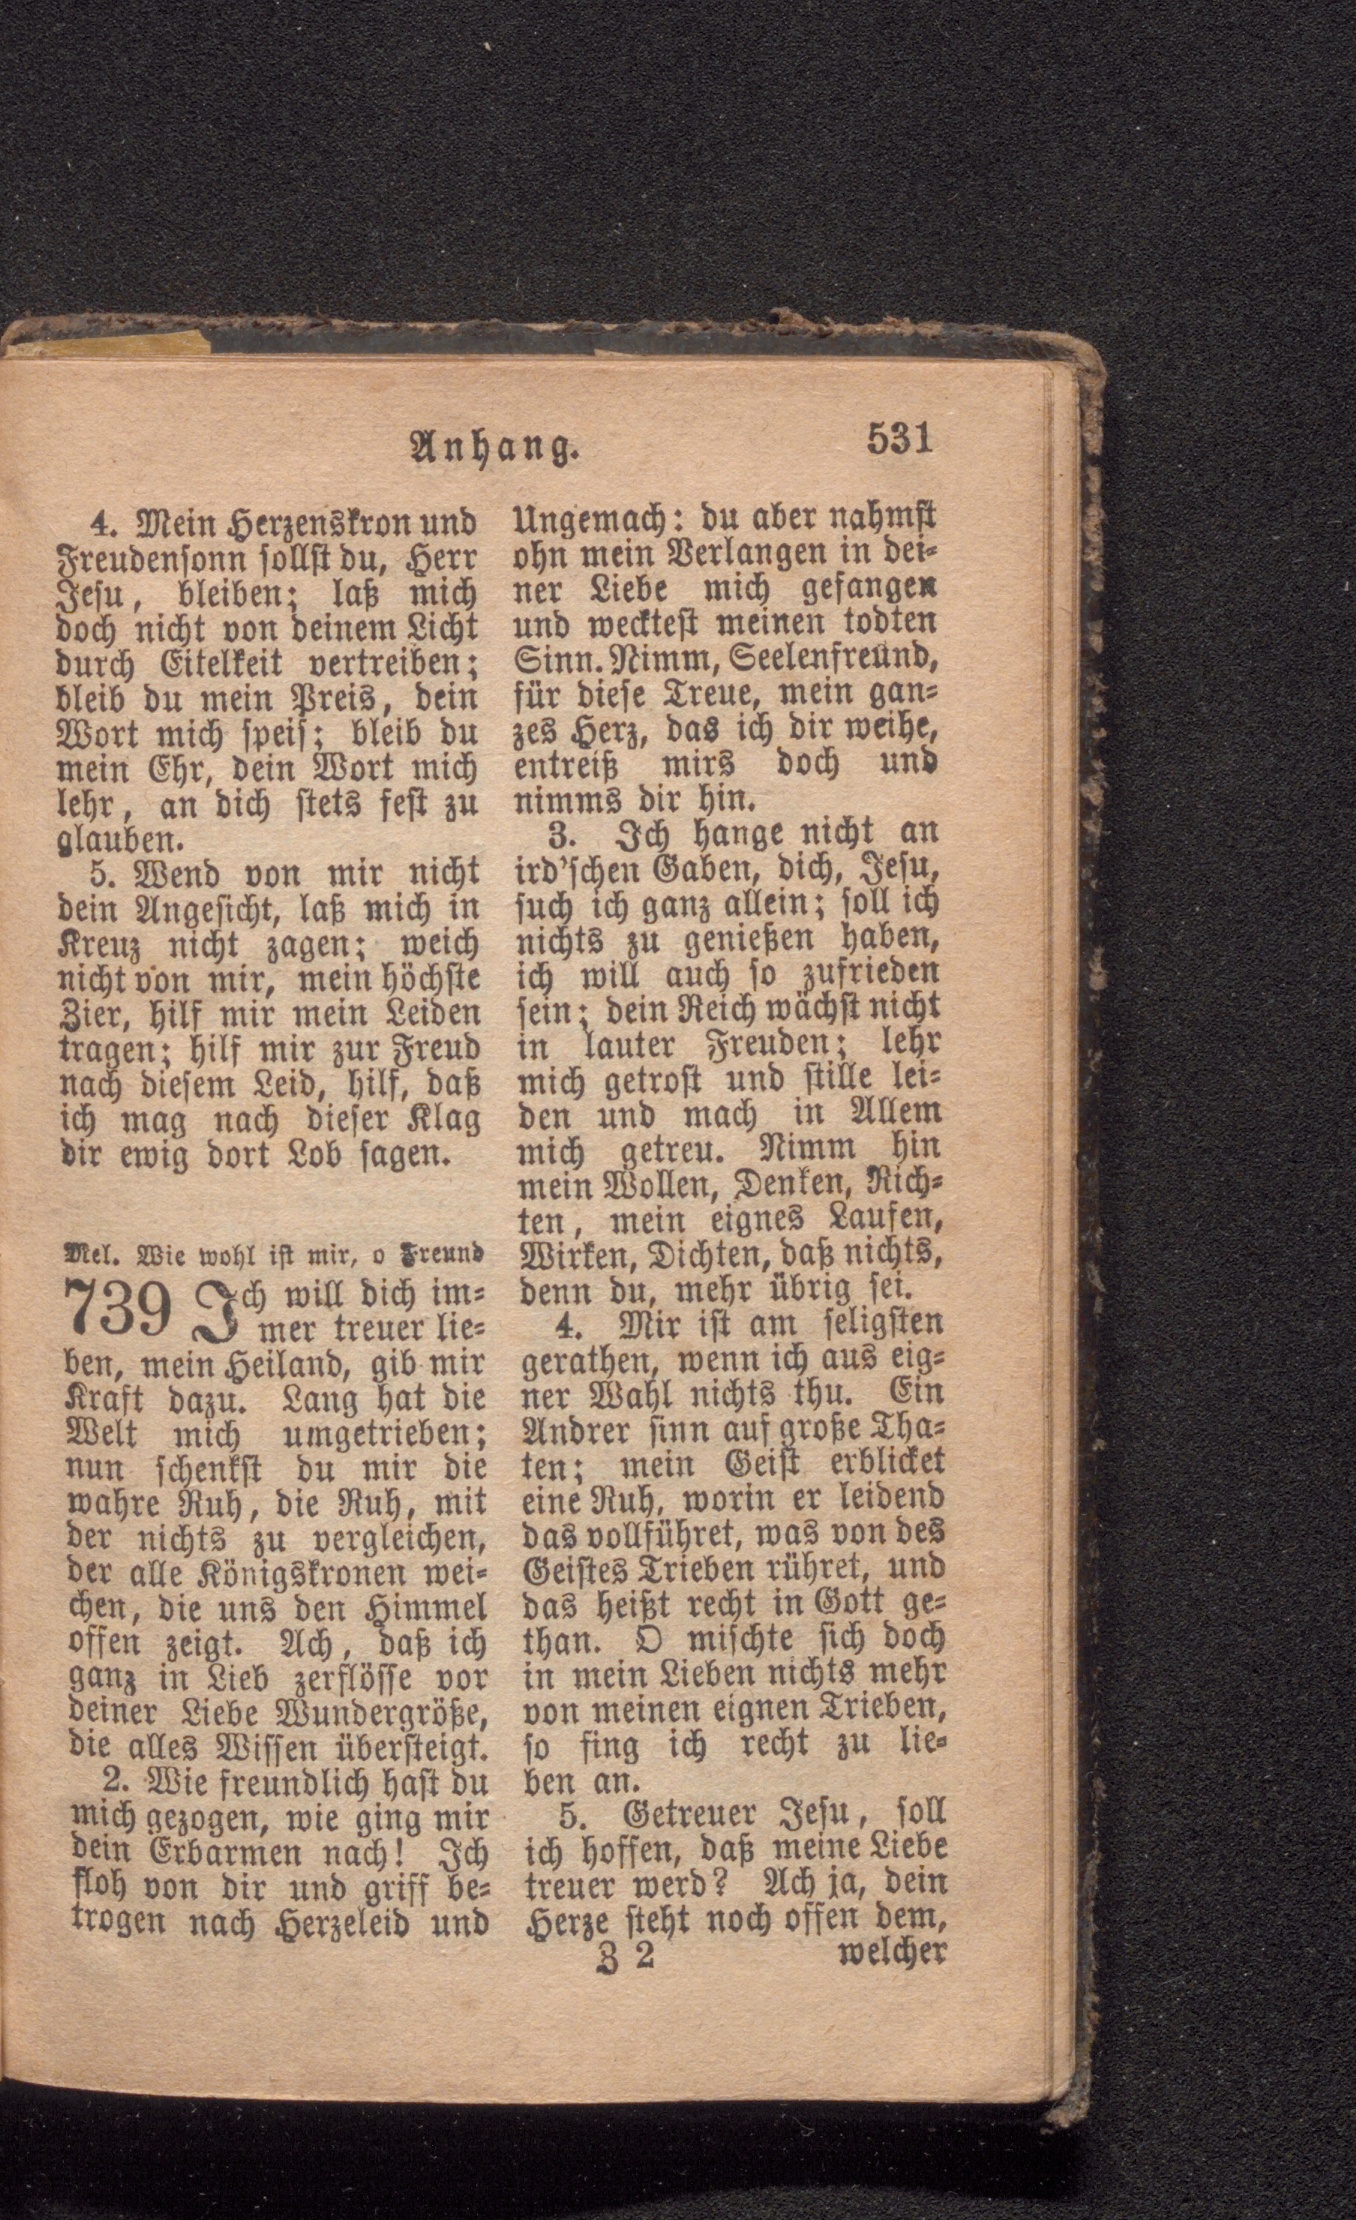 Anhang.
531
4. Mein Herzenskron und
Freudensonn sollst du, Herr
Jesu, bleiben; laß mich
doch nicht von deinem Licht
durch Eitelkeit vertreiben;
bleib du mein Preis, dein
Wort mich speis; bleib du
mein Ehr, dein Wort mich
lehr, an dich stets fest zu
glauben.
5. Wend von mir nicht
dein Angesicht, laß mich in
Kreuz nicht zagen; weich
nicht von mir, mein höchste
Zier, hilf mir mein Leiden
tragen; hilf mir zur Freud
nach diesem Leid, hilf, daß
ich mag nach dieser Klag
dir ewig dort Lob sagen.
Mel. Wie wohl ist mir, o Freund
739 Ich will dich im-
mer treuer lie-
ben, mein Heiland, gib mir
Kraft dazu. Lang hat die
Welt mich umgetrieben;
nun schenkst du mir die
wahre Ruh, die Ruh, mit
der nichts zu vergleichen,
der alle Königskronen wei-
chen, die uns den Himmel
offen zeigt. Ach, daß ich
ganz in Lieb zerflösse vor
deiner Liebe Wundergröße,
die alles Wissen übersteigt.
2. Wie freundlich hast du
mich gezogen, wie ging mir
dein Erbarmen nach! Ich
floh von dir und griff be-
trogen nach Herzeleid und
Ungemach: du aber nahmst
ohn mein Verlangen in dei-
ner Liebe mich gefangen
und wecktest meinen todten
Sinn. Nimm, Seelenfreund,
für diese Treue, mein gan-
zes Herz, das ich dir weihe,
entreiß mirs doch und
nimms dir hin.
3. Ich hange nicht an
ird'schen Gaben, dich, Jesu,
such ich ganz allein; soll ich
nichts zu genießen haben,
ich will auch so zufrieden
sein; dein Reich wächst nicht
in lauter Freuden; lehr
mich getrost und stille lei-
den und mach in Allem
mich getreu. Nimm hin
mein Wollen, Denken, Rich-
ten, mein eignes Laufen,
Wirken, Dichten, daß nichts,
denn du, mehr übrig sei.
4. Mir ist am seligsten
gerathen, wenn ich aus eig-
ner Wahl nichts thu. Ein
Andrer sinn auf große Tha-
ten; mein Geist erblicket
eine Ruh, worin er leidend
das vollführet, was von des
Geistes Trieben rühret, und
das heißt recht in Gott ge-
than. O mischte sich doch
in mein Lieben nichts mehr
von meinen eignen Trieben,
so fing ich recht zu lie-
ben an.
5. Getreuer Jesu, soll
ich hoffen, daß meine Liebe
treuer werd? Ach ja, dein
Herze steht noch offen dem,
Z 2
welcher